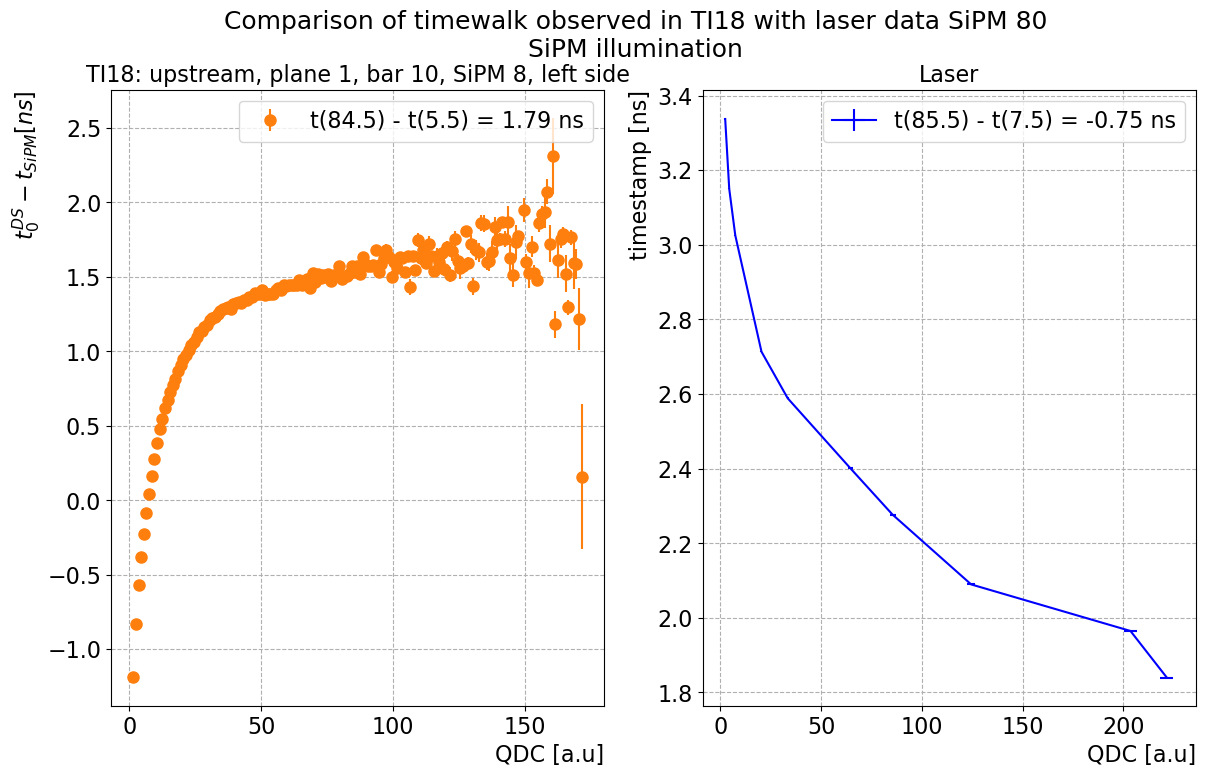 Comparison of timewalk observed in TI18 with laser data SiPM 80
SiPM illumination
TI18: upstream, plane 1, bar 10, SiPM 8, left side
t(84.5) - t(5.5) = 1.79 ns
$t_0^{DS} - t_{SiPM}[ns]$
2.5
2.0
1.5
1.0
0.5
0.0
−0.5
−1.0
0 50 100 150
QDC [a.u]
Laser
t(85.5) - t(7.5) = -0.75 ns
timestamp [ns]
3.4
3.2
3.0
2.8
2.6
2.4
2.2
2.0
1.8
0 50 100 150 200
QDC [a.u]